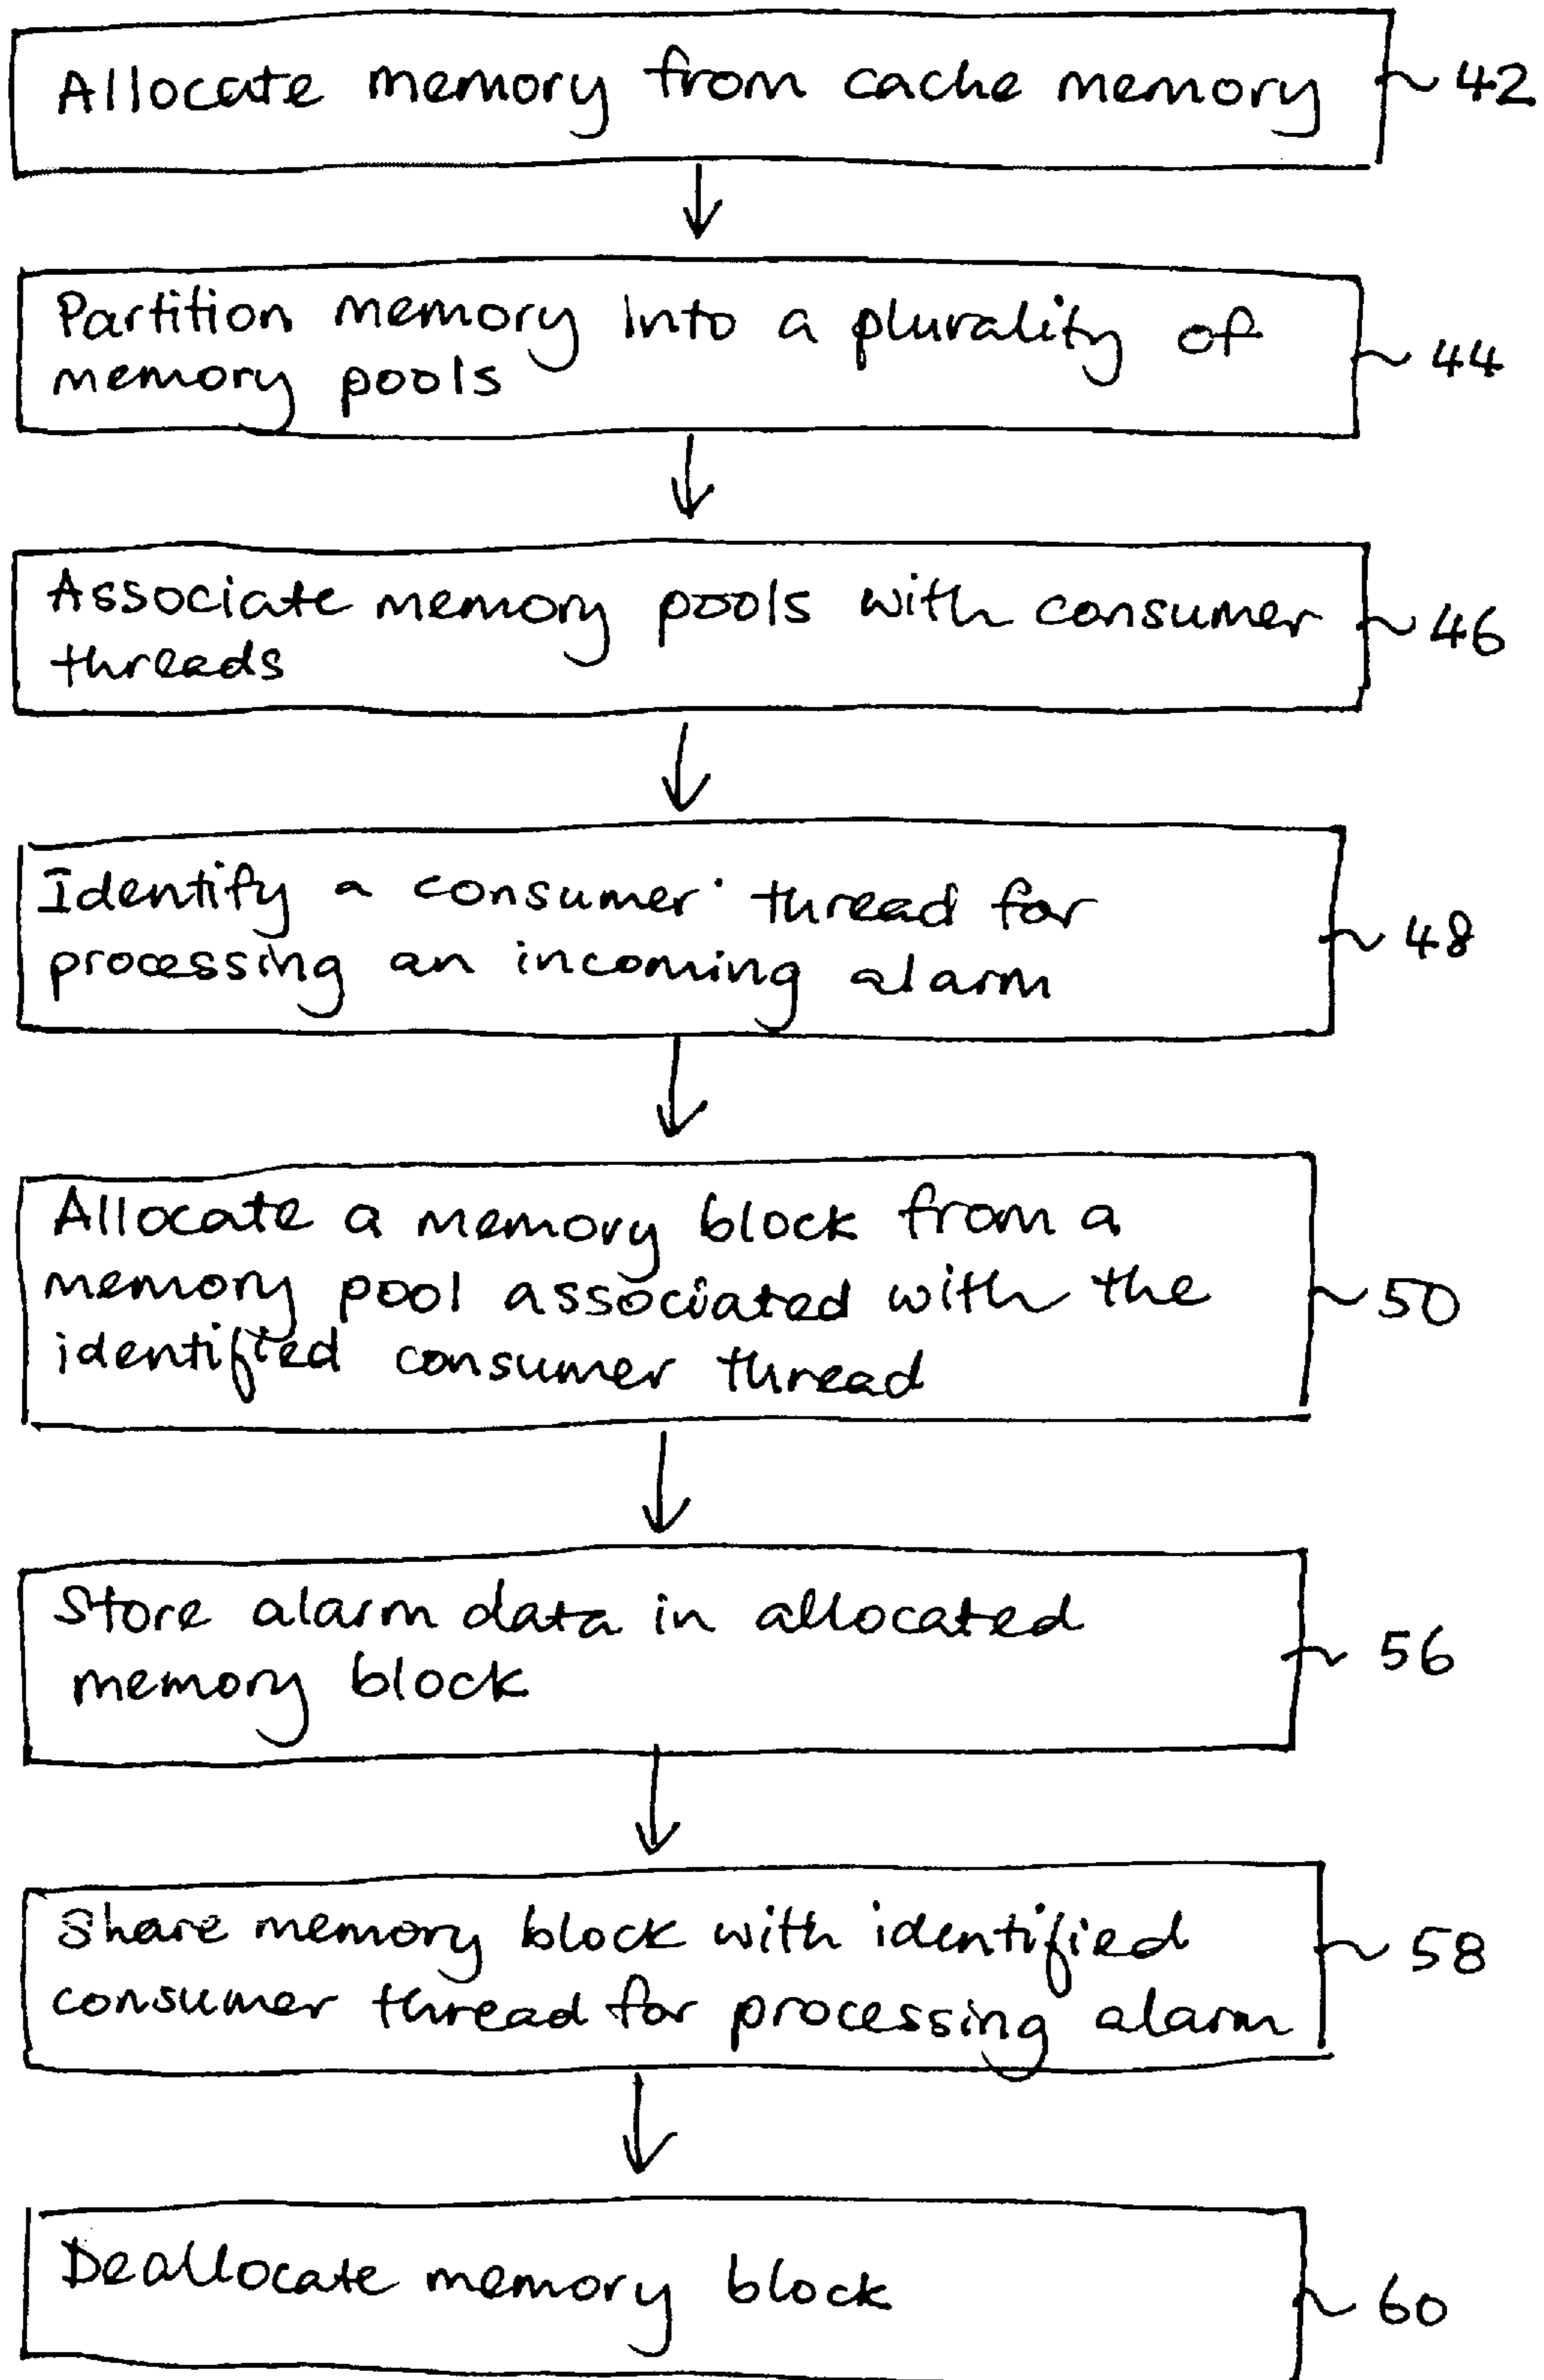 Allocate memory from cache memory ~ 42
Partition memory into a plurality of
memory pools ~ 44
Associate memory pools with consumer
threads ~ 46
Identify a consumer thread for
processing an incoming alarm ~ 48
Allocate a memory block from a
memory pool associated with the ~ 50
identified consumer thread
Store alarm data in allocated
memory block ~ 56
Share memory block with identified
consumer thread for processing alarm ~ 58
Deallocate memory block ~ 60